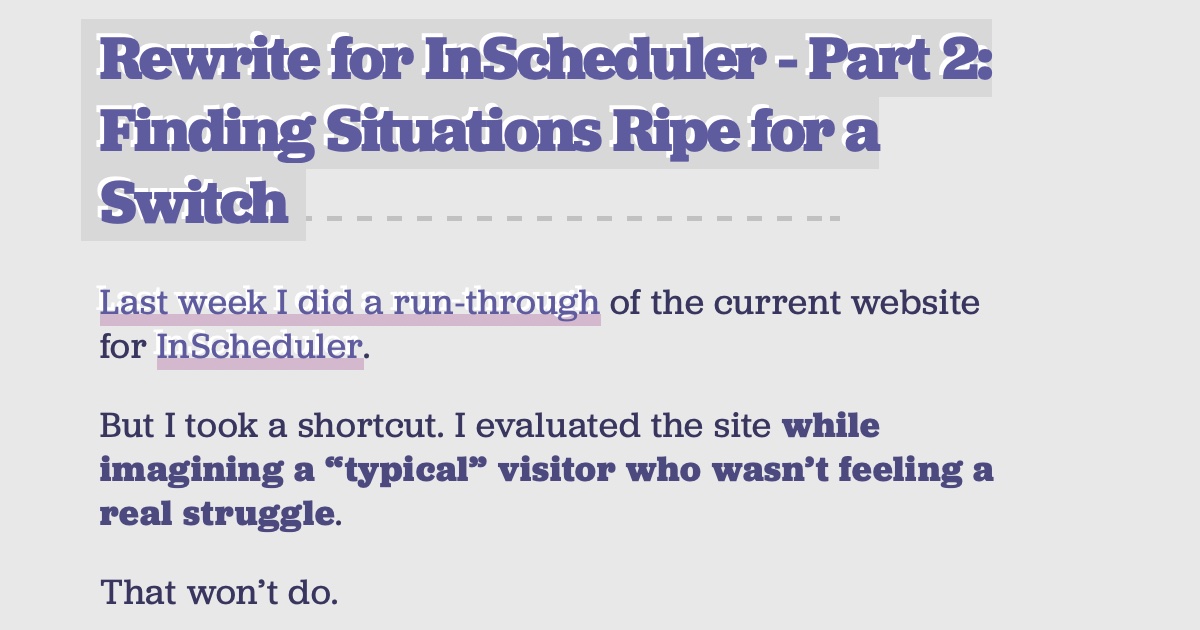 Rewrite for InScheduler - Part 2:
Finding Situations Ripe for a
Switch
Last week I did a run-through of the current website
for InScheduler.
But I took a shortcut. I evaluated the site while
imagining a “typical” visitor who wasn’t feeling a
real struggle.
That won’t do.